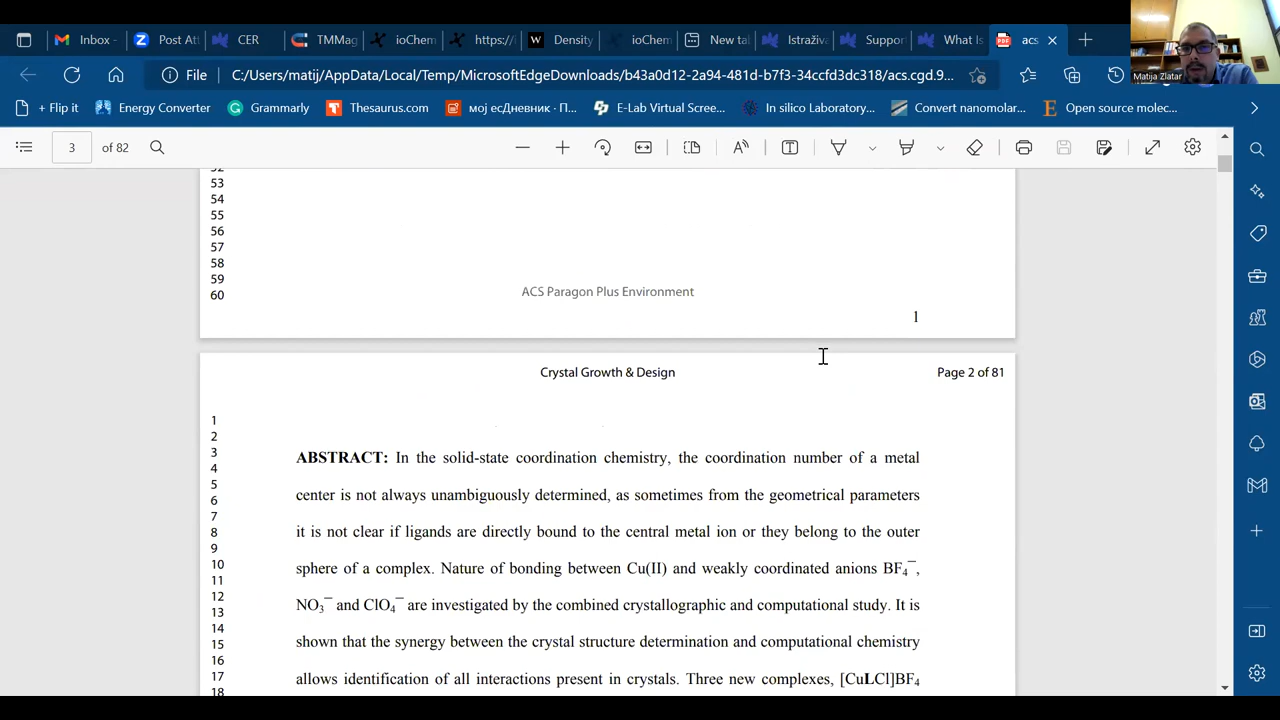 Inbox -
Post Att
CER
TMMag
ioChem
https://i
Density
ioChem
New tab
Istraživa
Support
What Is
acs
File
C:/Users/matij/AppData/Local/Temp/MicrosoftEdgeDownloads/b43a0d12-2a94-481d-b7f3-34ccfd3dc318/acs.cgd.9...
Matija Zlatar
+ Flip it
Energy Converter
Grammarly
Thesaurus.com
мој есДневник - П...
E-Lab Virtual Scree...
In silico Laboratory...
Convert nanomolar...
Open source molec...
3 of 82
52
53
54
55
56
57
58
59
60
ACS Paragon Plus Environment
1
Crystal Growth & Design
Page 2 of 81
1
2
3
4
5
6
7
8
9
10
11
12
13
14
15
16
17
18
ABSTRACT: In the solid-state coordination chemistry, the coordination number of a metal
center is not always unambiguously determined, as sometimes from the geometrical parameters
it is not clear if ligands are directly bound to the central metal ion or they belong to the outer
sphere of a complex. Nature of bonding between Cu(II) and weakly coordinated anions BF4−,
NO3− and ClO4− are investigated by the combined crystallographic and computational study. It is
shown that the synergy between the crystal structure determination and computational chemistry
allows identification of all interactions present in crystals. Three new complexes, [CuLCl]BF4